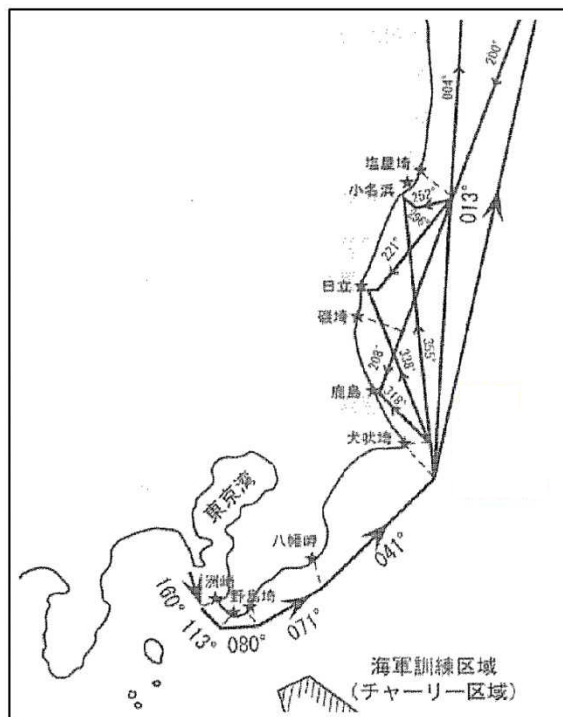 200°
004°
塩屋埼
小名浜
252°
013°
221°
日立
磯埼
355°
338°
208°
鹿島
318°
犬吠埼
東京湾
八幡岬
041°
洲崎
野島埼
160°
071°
113°
080°
海軍訓練区域
(チャーリー区域)